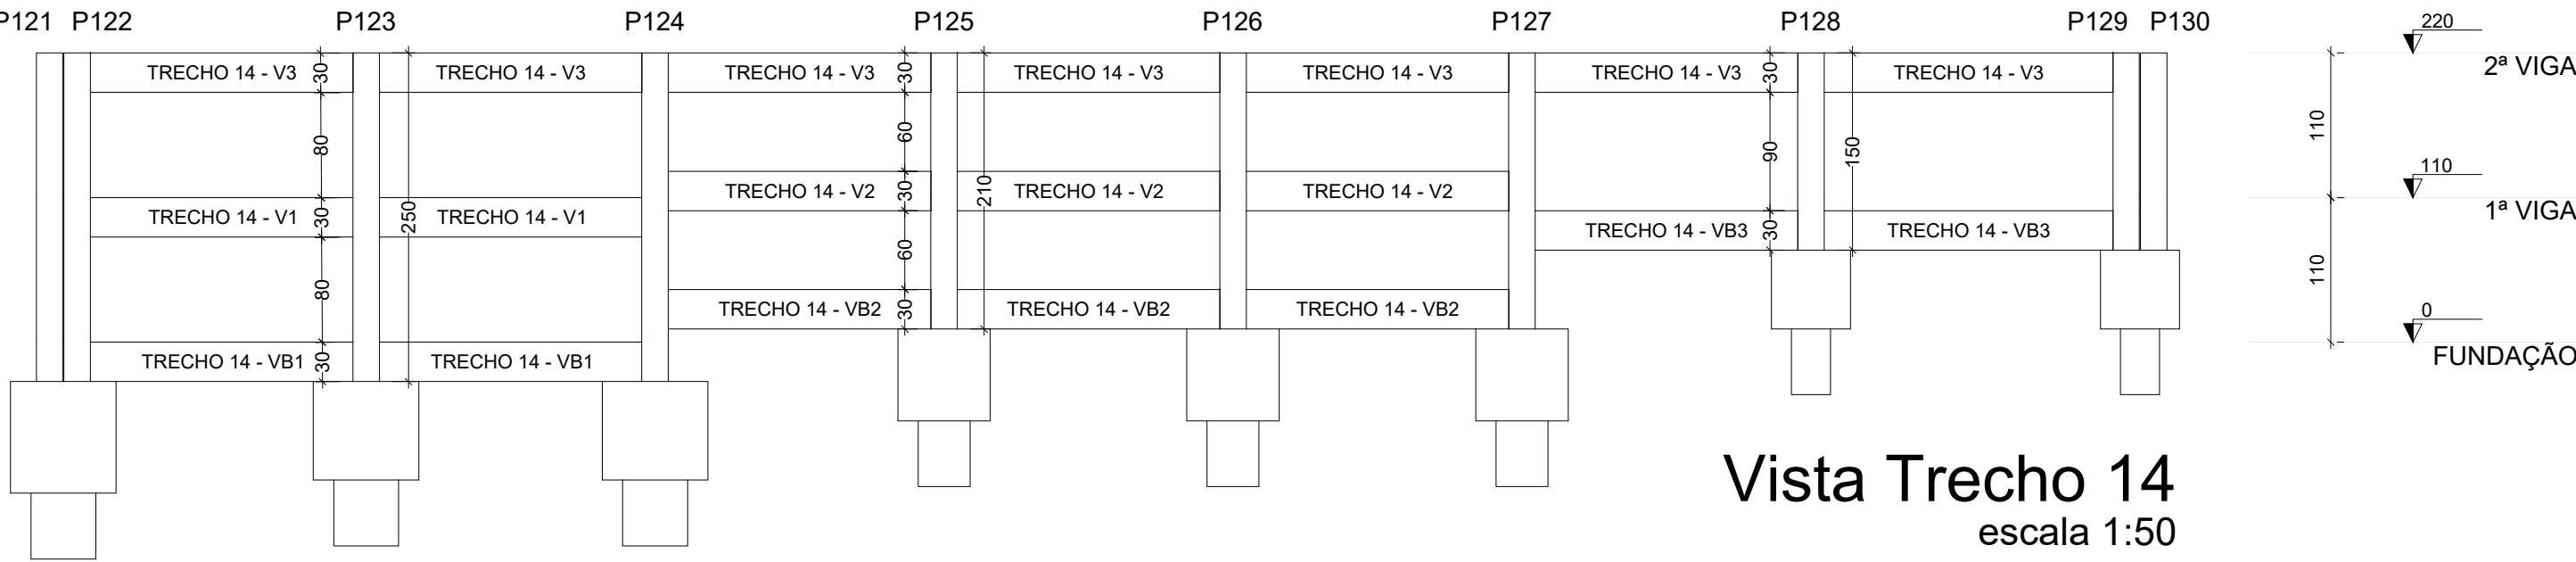 P121 P122 P123 P124 P125 P126 P127 P128 P129 P130
220
2ª VIGA
TRECHO 14 - V3 30 TRECHO 14 - V3 TRECHO 14 - V3 30 TRECHO 14 - V3 TRECHO 14 - V3 TRECHO 14 - V3 30 TRECHO 14 - V3
80 60 90 150 110
110
1ª VIGA
TRECHO 14 - V2 30 TRECHO 14 - V2 TRECHO 14 - V2
210
TRECHO 14 - V1 30 TRECHO 14 - V1
250
TRECHO 14 - VB3 30 TRECHO 14 - VB3
80 60 110
TRECHO 14 - VB2 30 TRECHO 14 - VB2 TRECHO 14 - VB2
0
FUNDAÇÃO
TRECHO 14 - VB1 30 TRECHO 14 - VB1
Vista Trecho 14
escala 1:50